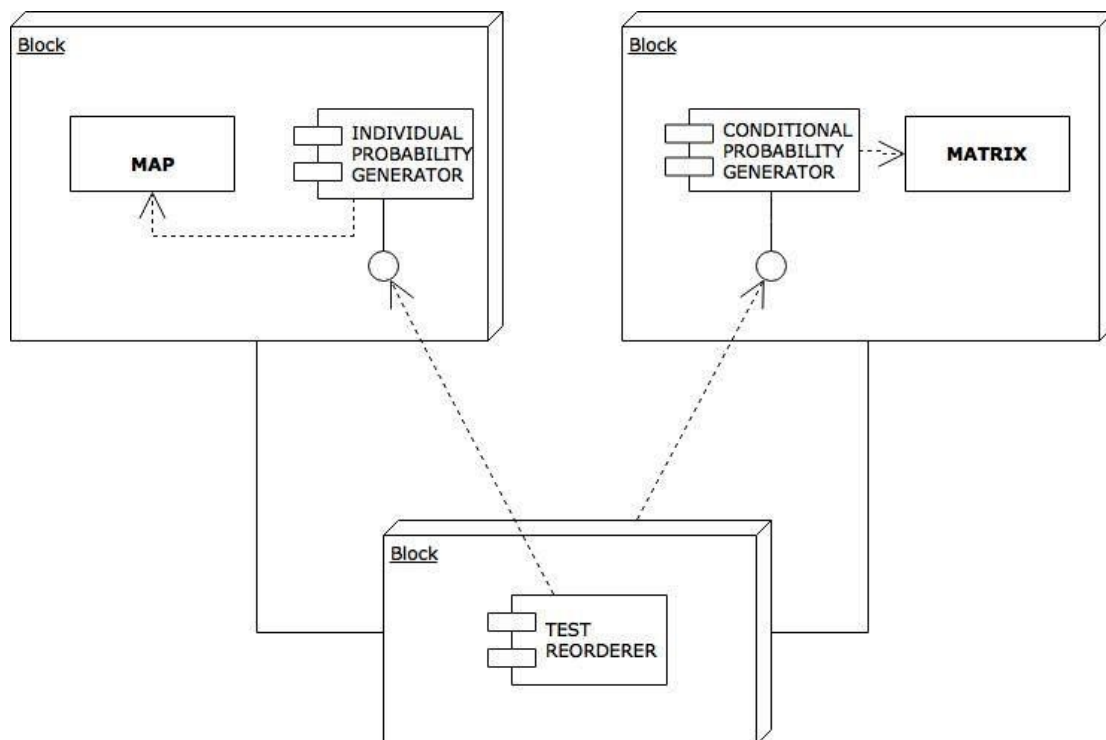 Block
MAP
INDIVIDUAL
PROBABILITY
GENERATOR
Block
CONDITIONAL
PROBABILITY
GENERATOR
MATRIX
Block
TEST
REORDERER